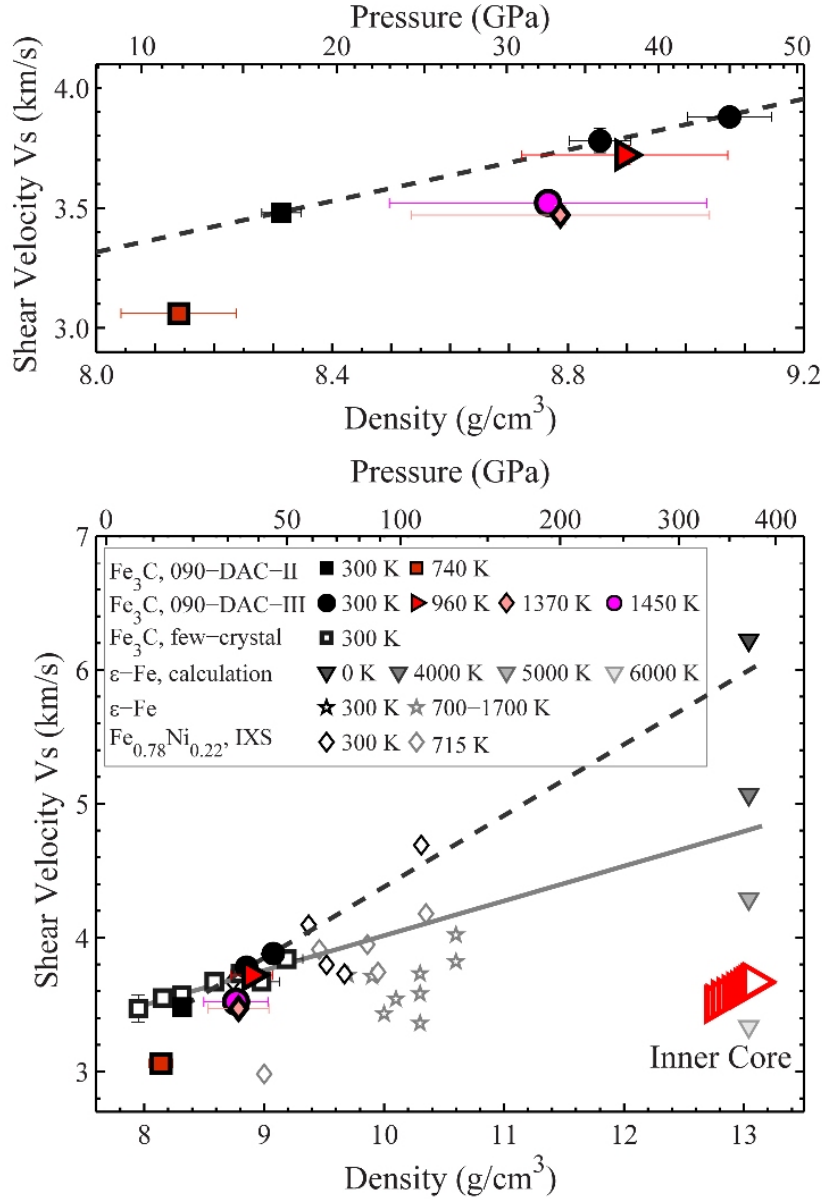 Pressure (GPa)
10 20 30 40 50
4.0
3.5
3.0
Shear Velocity Vs (km/s)
8.0 8.4 8.8 9.2
Density (g/cm³)
Pressure (GPa)
0 50 100 200 300 400
7
6
5
4
3
Shear Velocity Vs (km/s)
Fe₃C, 090−DAC−II 300 K 740 K
Fe₃C, 090−DAC−III 300 K 960 K 1370 K 1450 K
Fe₃C, few−crystal 300 K
ε−Fe, calculation 0 K 4000 K 5000 K 6000 K
ε−Fe 300 K 700−1700 K
Fe₀.₇₈Ni₀.₂₂, IXS 300 K 715 K
Inner Core
8 9 10 11 12 13
Density (g/cm³)